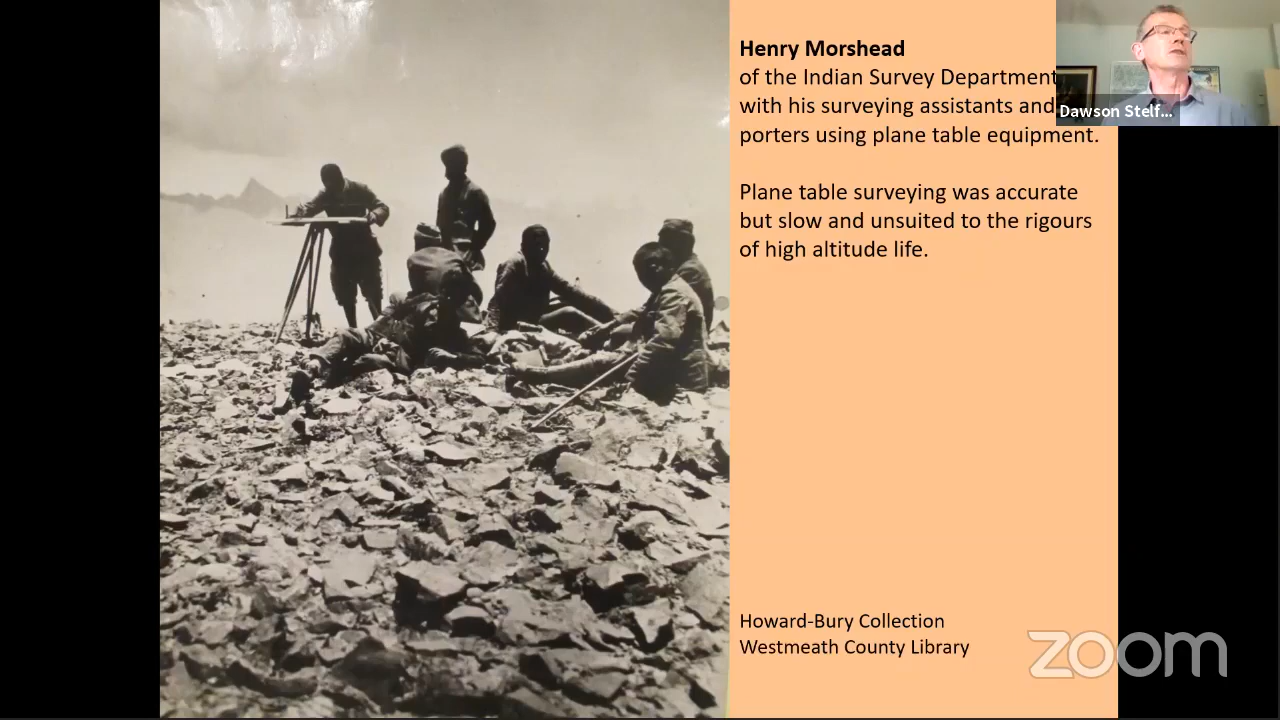 Henry Morshead
of the Indian Survey Department
with his surveying assistants and
porters using plane table equipment.
Plane table surveying was accurate
but slow and unsuited to the rigours
of high altitude life.
Howard-Bury Collection
Westmeath County Library
Dawson Stelf...
zoom